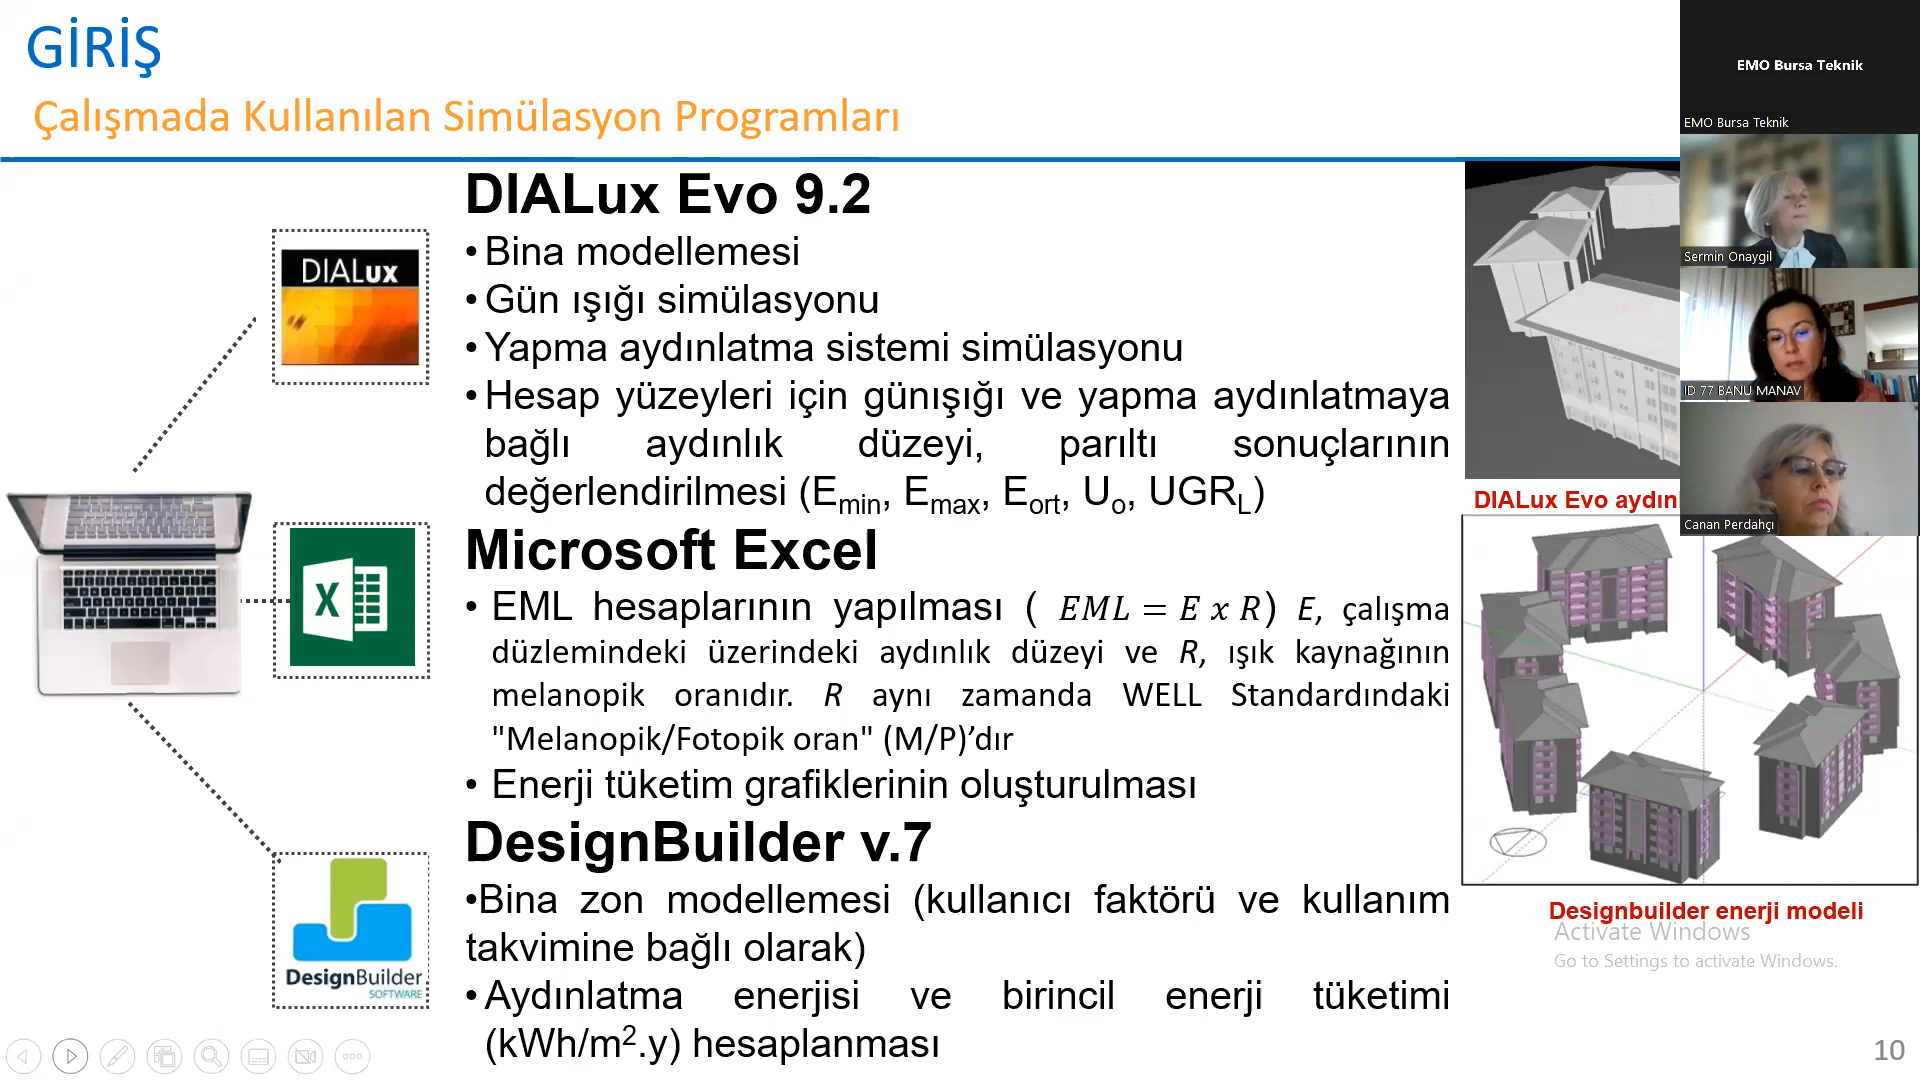 GİRİŞ
Çalışmada Kullanılan Simülasyon Programları
DIALux
X
DesignBuilder
SOFTWARE
DIALux Evo 9.2
• Bina modellemesi
• Gün ışığı simülasyonu
• Yapma aydınlatma sistemi simülasyonu
• Hesap yüzeyleri için günışığı ve yapma aydınlatmaya
bağlı aydınlık düzeyi, parıltı sonuçlarının
değerlendirilmesi (Emin, Emax, Eort, Uo, UGRL)
Microsoft Excel
• EML hesaplarının yapılması ( EML = E x R) E, çalışma
düzlemindeki üzerindeki aydınlık düzeyi ve R, ışık kaynağının
melanopik oranıdır. R aynı zamanda WELL Standardındaki
"Melanopik/Fotopik oran" (M/P)’dır
• Enerji tüketim grafiklerinin oluşturulması
DesignBuilder v.7
•Bina zon modellemesi (kullanıcı faktörü ve kullanım
takvimine bağlı olarak)
• Aydınlatma enerjisi ve birincil enerji tüketimi
(kWh/m².y) hesaplanması
DIALux Evo aydın
Designbuilder enerji modeli
Activate Windows
Go to Settings to activate Windows.
10
EMO Bursa Teknik
EMO Bursa Teknik
Sermin Onaygil
ID 77 BANU MANAV
Canan Perdahçı